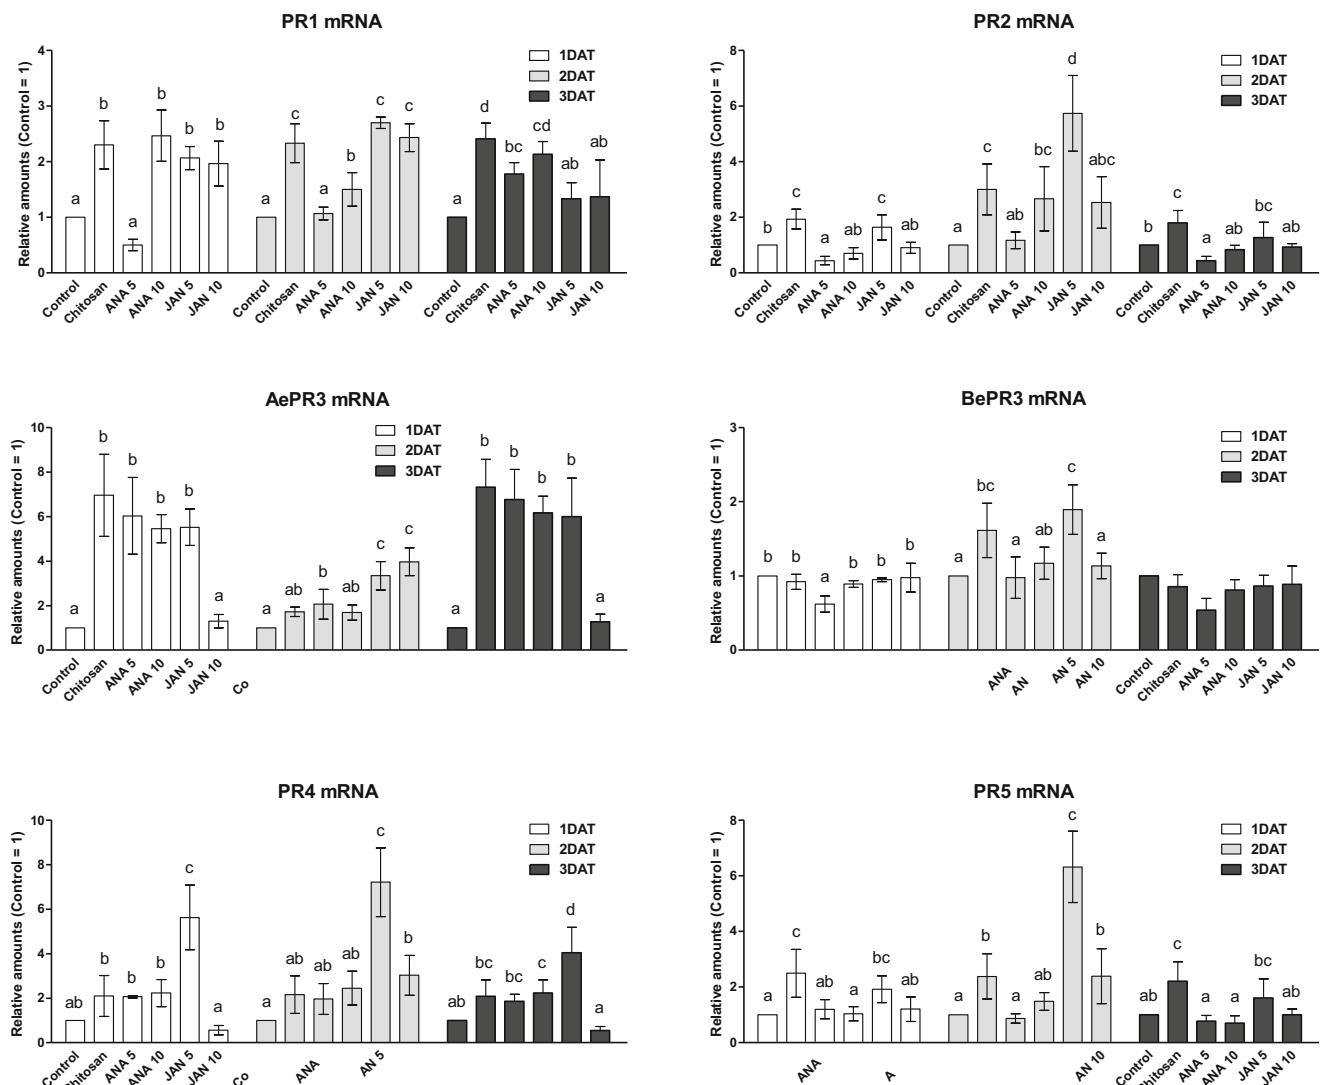 PR1 mRNA
Relative amounts (Control = 1)
4
3
2
1
0
1DAT
2DAT
3DAT
a b a b b b
a c a b c c
a d bc cd ab ab
Control Chitosan ANA 5 ANA 10 JAN 5 JAN 10
Control Chitosan ANA 5 ANA 10 JAN 5 JAN 10
Control Chitosan ANA 5 ANA 10 JAN 5 JAN 10
PR2 mRNA
Relative amounts (Control = 1)
8
6
4
2
0
1DAT
2DAT
3DAT
b c a ab c ab
a c ab abc d abc
b c a ab bc ab
Control Chitosan ANA 5 ANA 10 JAN 5 JAN 10
Control Chitosan ANA 5 ANA 10 JAN 5 JAN 10
Control Chitosan ANA 5 ANA 10 JAN 5 JAN 10
AePR3 mRNA
Relative amounts (Control = 1)
10
8
6
4
2
0
1DAT
2DAT
3DAT
a b b b b a
a ab b ab c c
a b b b b a
Control Chitosan ANA 5 ANA 10 JAN 5 JAN 10
Co
BePR3 mRNA
Relative amounts (Control = 1)
3
2
1
0
1DAT
2DAT
3DAT
b b a b b b
a bc a ab c a
ANA AN AN 5 AN 10
Control Chitosan ANA 5 ANA 10 JAN 5 JAN 10
PR4 mRNA
Relative amounts (Control = 1)
10
8
6
4
2
0
1DAT
2DAT
3DAT
ab b b b c a
a ab ab ab c b
ab bc bc c d a
Control Chitosan ANA 5 ANA 10 JAN 5 JAN 10
Co ANA AN 5
PR5 mRNA
Relative amounts (Control = 1)
8
6
4
2
0
1DAT
2DAT
3DAT
a c ab a bc ab
a b a ab c b
ab c a a bc ab
ANA A
AN 10
Control Chitosan ANA 5 ANA 10 JAN 5 JAN 10